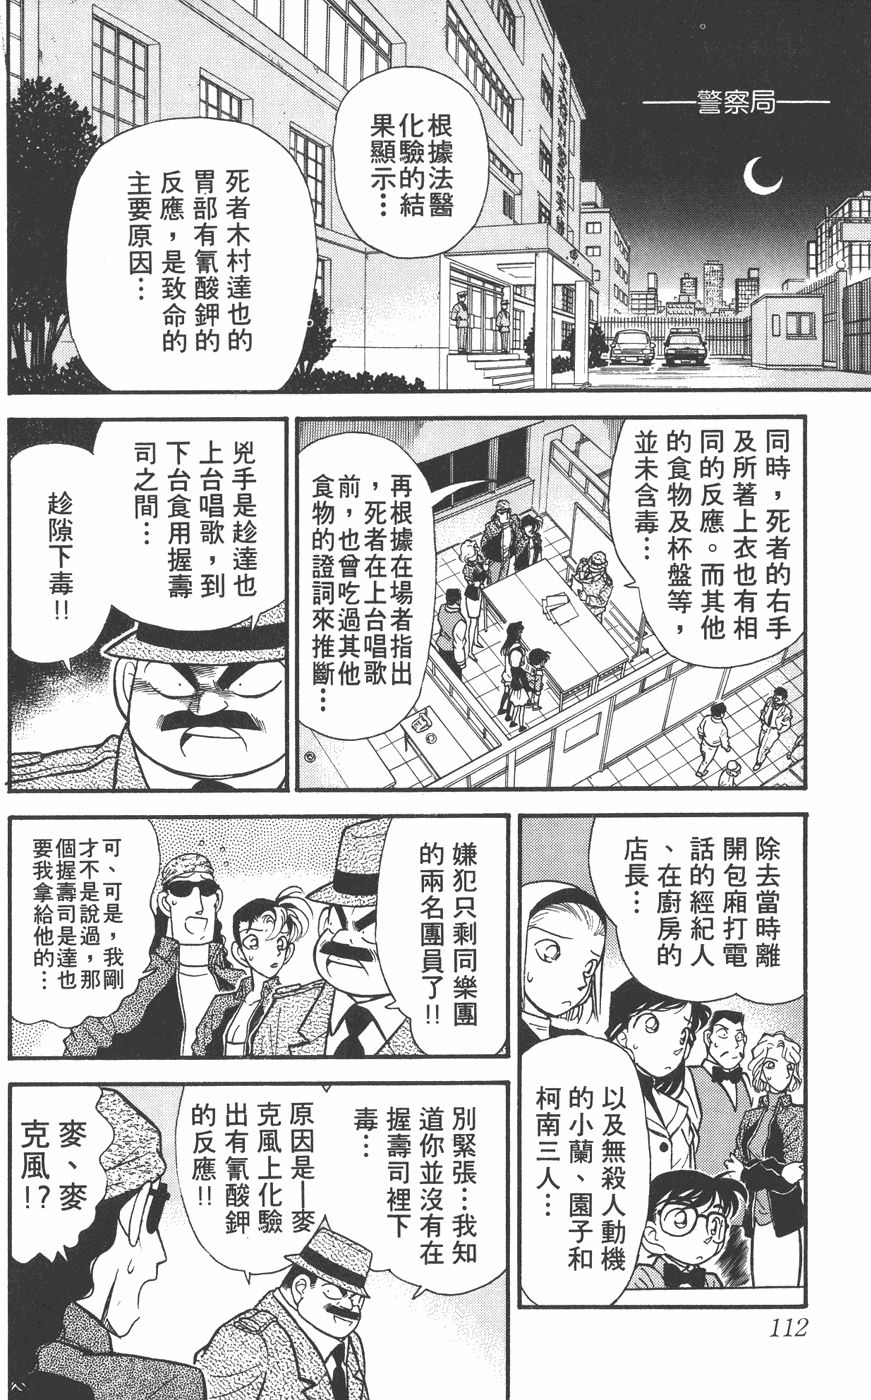 警察局
根據法醫
化驗的結
果顯示…
死者木村達也的
胃部有氰酸鉀的
反應，是致命的
主要原因…
同時，死者的右手
及所著上衣也有相
同的反應。而其他
的食物及杯盤等，
並未含毒…
再根據在場者指出
，死者在上台唱歌
前，也曾吃過其他
食物的證詞來推斷…
兇手是趁達也
上台唱歌，到
下台食用握壽
司之間…
趁隙下毒!!
除去當時離
開包廂打電
話的經紀人
、在廚房的
店長…
以及無殺人動機
的小蘭、園子和
柯南三人…
嫌犯只剩同樂團
的兩名團員了!!
可、可是，我剛
才不是說過，那
個握壽司是達也
要我拿給他的…
別緊張…我知
道你並沒有在
握壽司裡下
毒…
原因是—麥
克風上化驗
出有氰酸鉀
的反應!!
麥、麥
克風!?
112